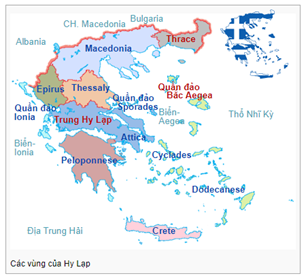 CH. Macedonia
Bulgaria
Albania
Thrace
Macedonia
Epirus
Thessaly
Quần đảo
Bắc Aegea
Quần đảo
Ionia
Quần đảo
Sporades
Thổ Nhĩ Kỳ
Trung Hy Lạp
Biển-
Aegea
Attica
Biển-
Ionia
Peloponnese
Cyclades
Dodecanese
Địa Trung Hải
Crete
Các vùng của Hy Lạp